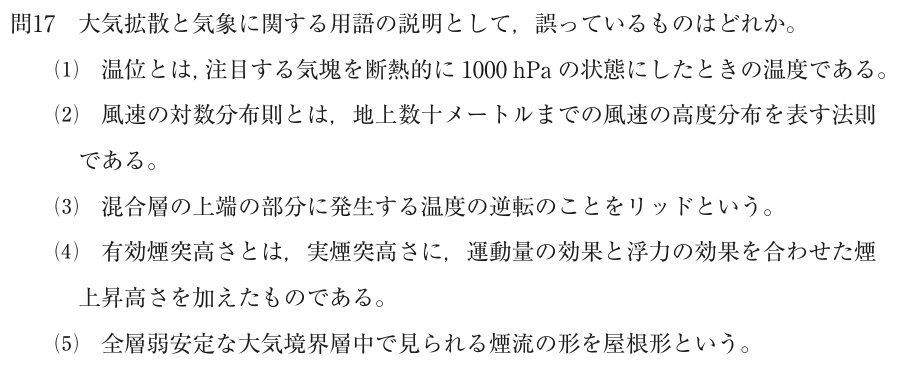 問17 大気拡散と気象に関する用語の説明として，誤っているものはどれか。
⑴ 温位とは，注目する気塊を断熱的に 1000 hPa の状態にしたときの温度である。
⑵ 風速の対数分布則とは，地上数十メートルまでの風速の高度分布を表す法則
である。
⑶ 混合層の上端の部分に発生する温度の逆転のことをリッドという。
⑷ 有効煙突高さとは，実煙突高さに，運動量の効果と浮力の効果を合わせた煙
上昇高さを加えたものである。
⑸ 全層弱安定な大気境界層中で見られる煙流の形を屋根形という。